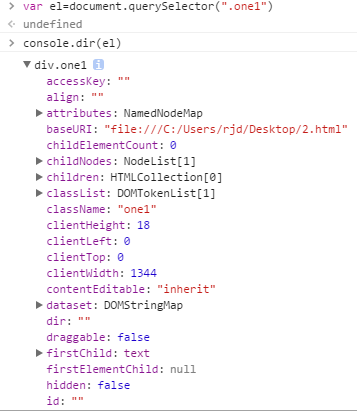 > var el=document.querySelector(".one1")
< undefined
> console.dir(el)
▼ div.one1 i
accessKey: ""
align: ""
▶ attributes: NamedNodeMap
baseURI: "file:///C:/Users/rjd/Desktop/2.html"
childElementCount: 0
▶ childNodes: NodeList[1]
▶ children: HTMLCollection[0]
▶ classList: DOMTokenList[1]
className: "one1"
clientHeight: 18
clientLeft: 0
clientTop: 0
clientWidth: 1344
contentEditable: "inherit"
▶ dataset: DOMStringMap
dir: ""
draggable: false
▶ firstChild: text
firstElementChild: null
hidden: false
id: ""